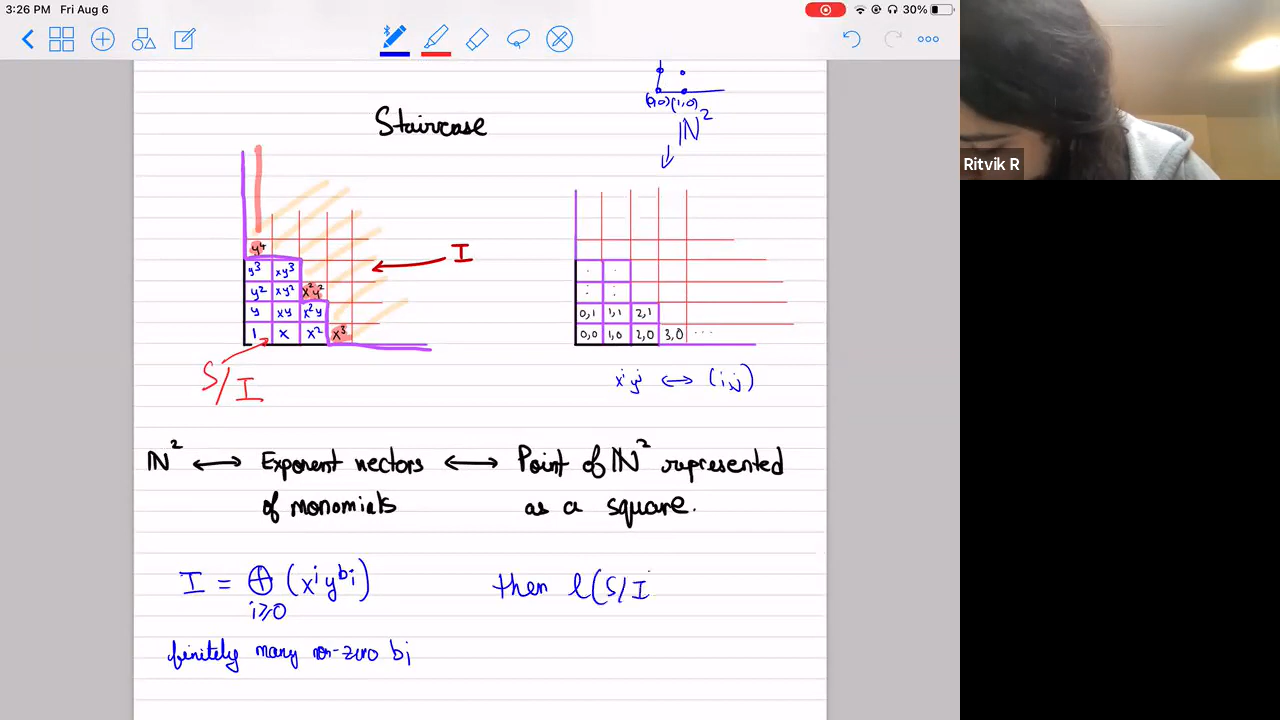 3:26 PM Fri Aug 6
30%
(0,0) (1,0)
Staircase
ℕ²
Ritvik R
y⁴
I
y³ xy³
y² xy² x²y²
y xy x²y
1 x x² x³
0,1 1,1 2,1
0,0 1,0 2,0 3,0 ...
S/I
xⁱyʲ ↔ (i,j)
ℕ² ↔ Exponent vectors ↔ Point of ℕ² represented
of monomials as a square.
I = ⊕ (xⁱy^{bᵢ}) then l(S/I
i≥0
finitely many non-zero bᵢ